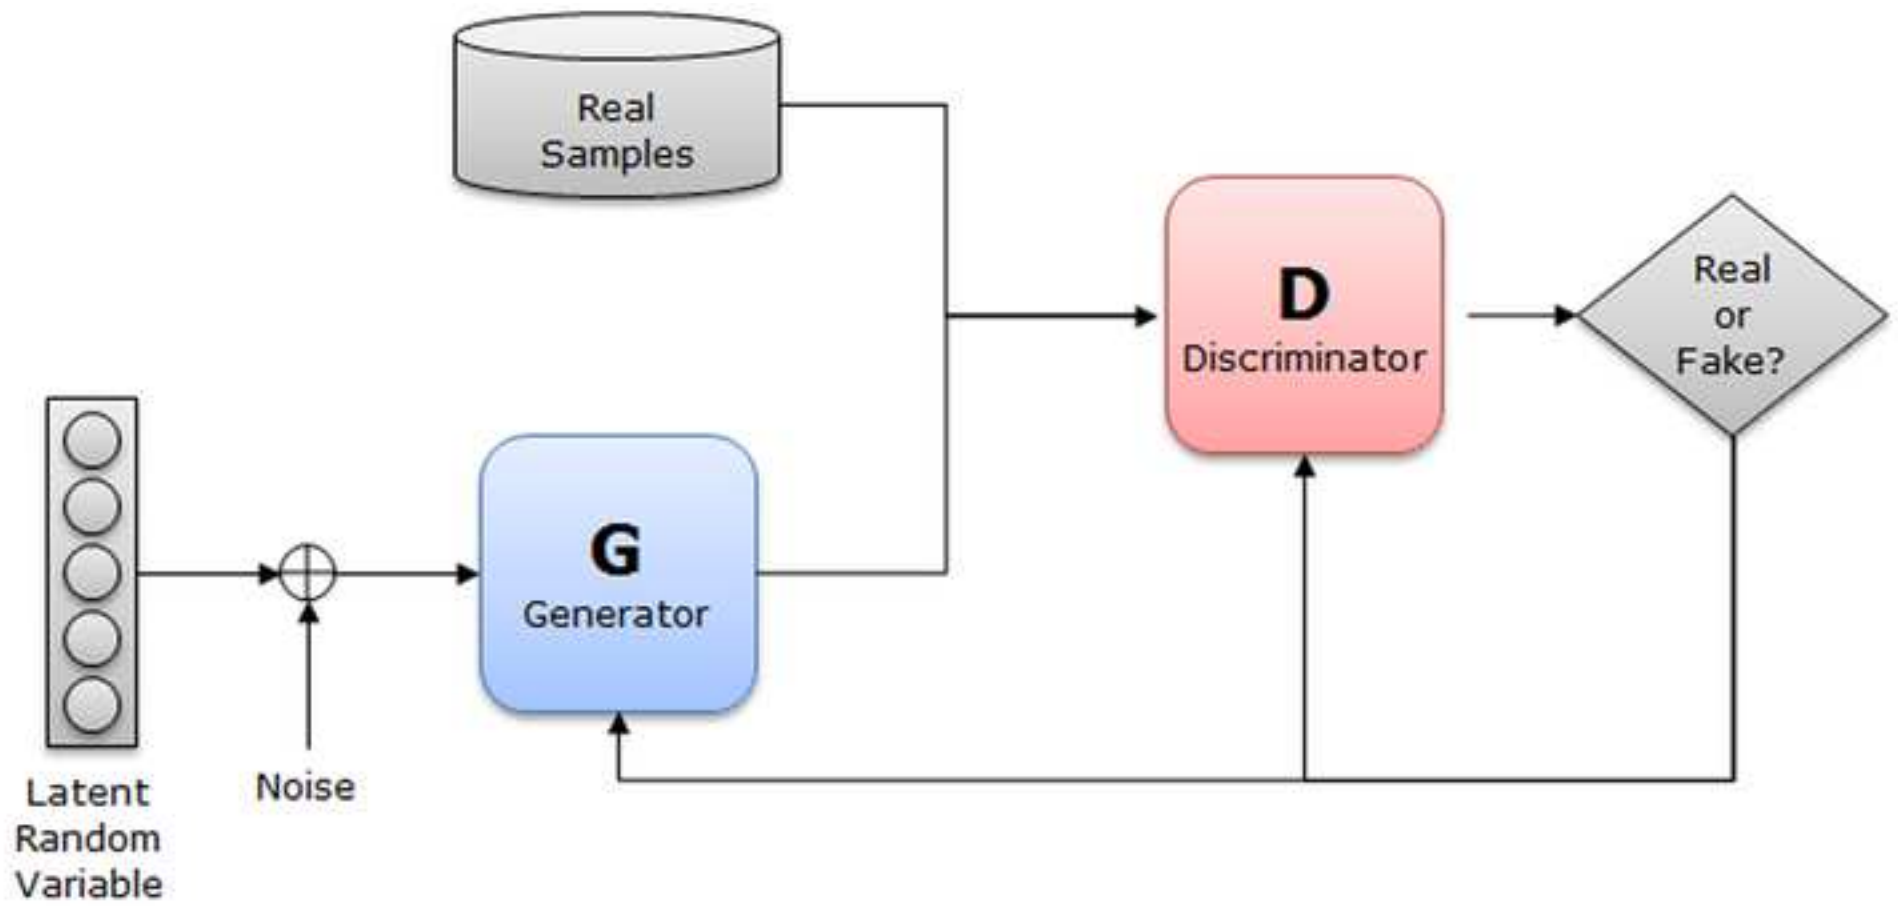 Real
Samples
D
Discriminator
Real
or
Fake?
G
Generator
Latent
Random
Variable
Noise